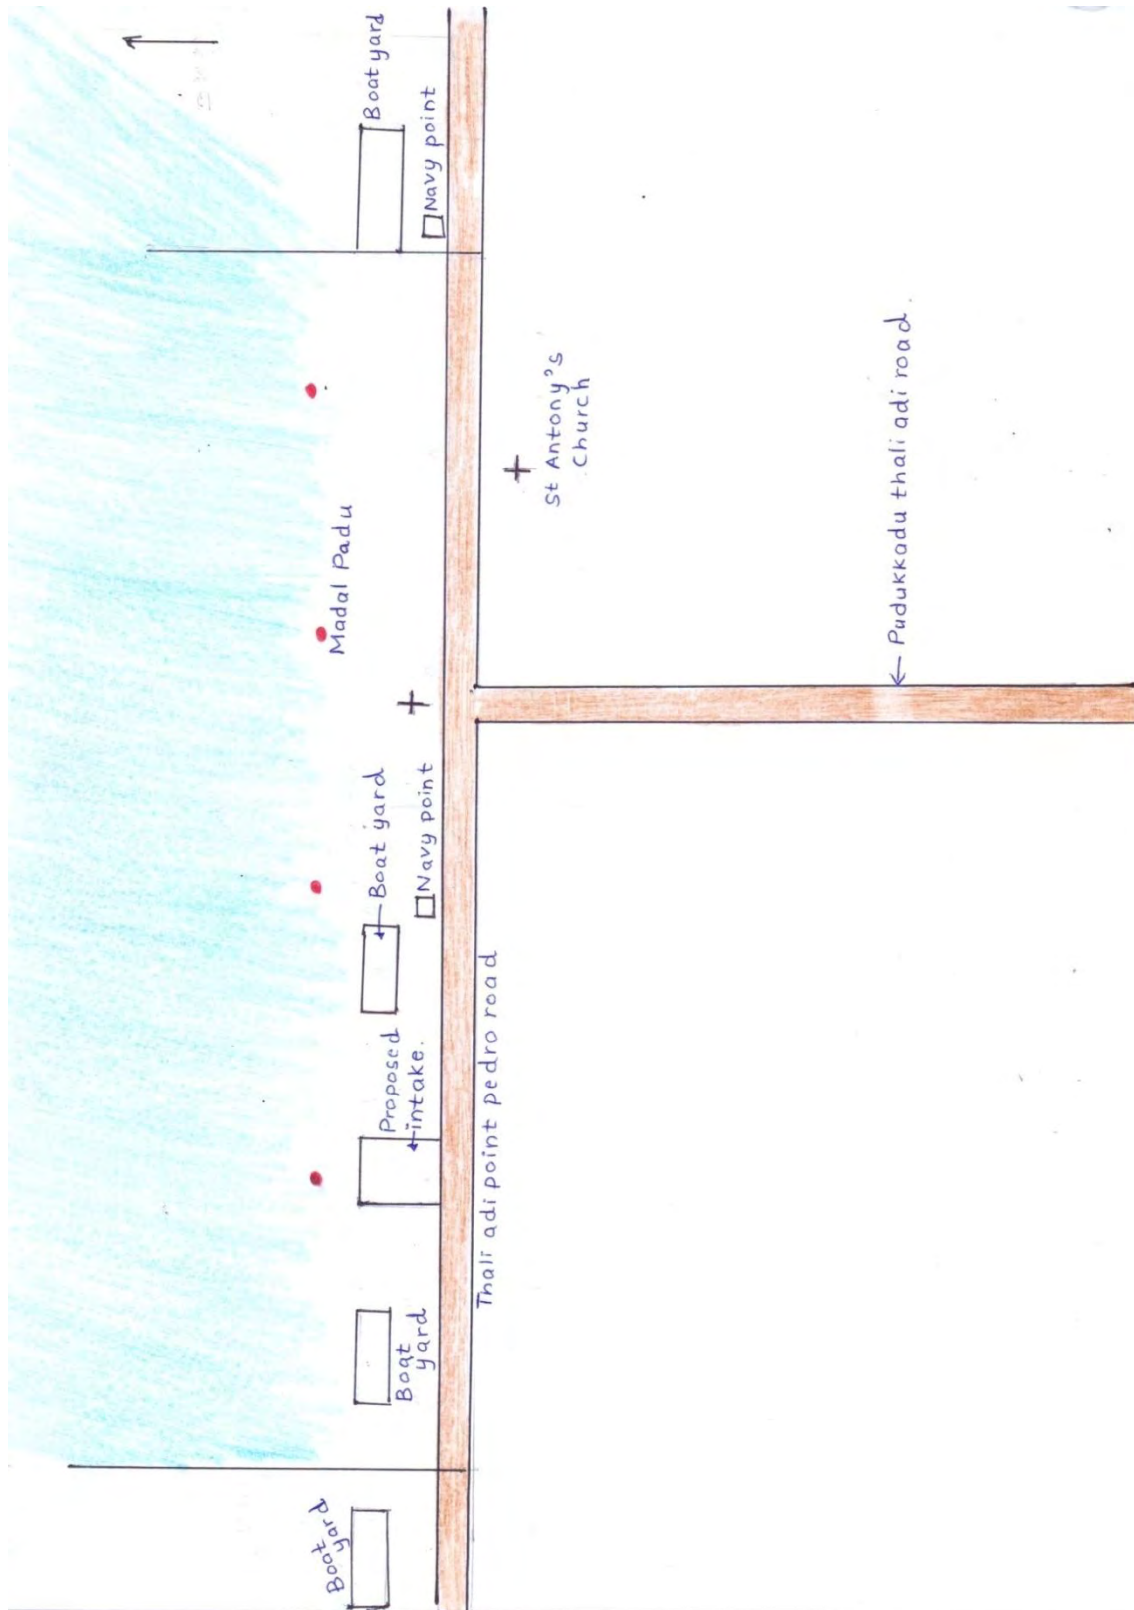 Boat yard
Navy point
St Antony's
Church
Pudukkadu thali adi road.
Madal Padu
Boat yard
Navy point
Proposed
intake.
Thali adi point pedro road
Boat
yard
Boat
yard